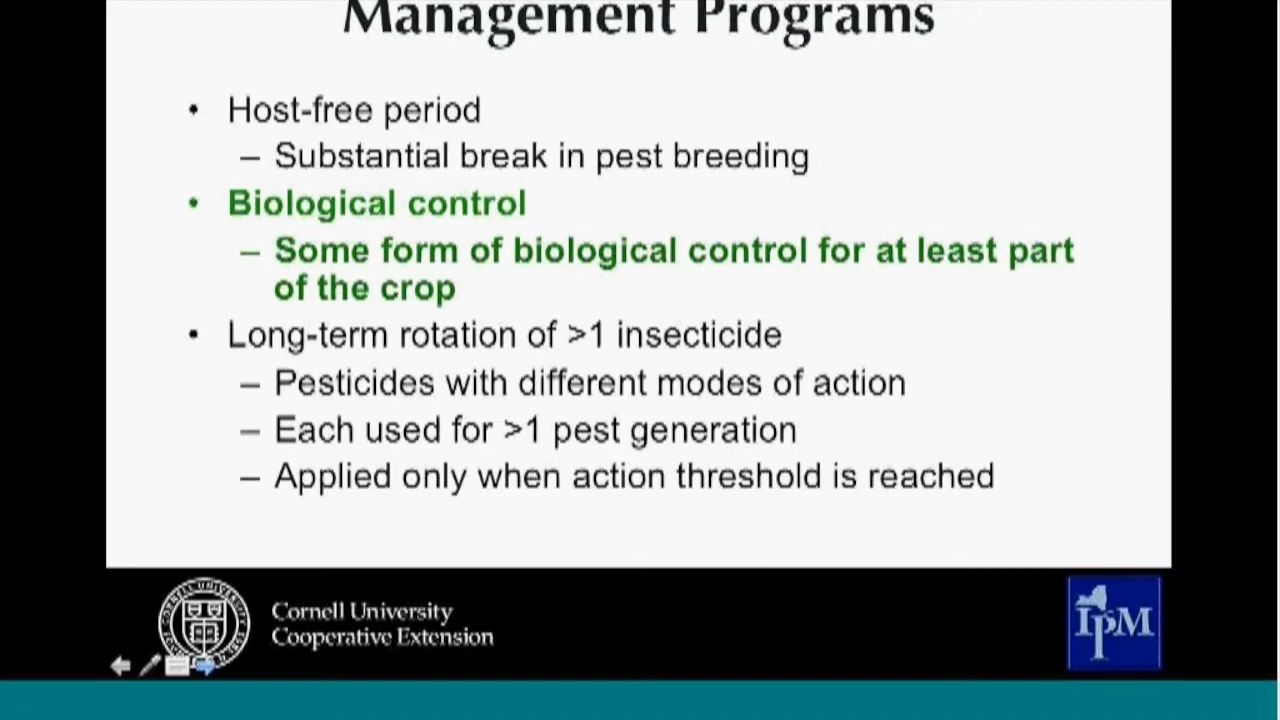 Management Programs
• Host-free period
– Substantial break in pest breeding
• Biological control
– Some form of biological control for at least part
of the crop
• Long-term rotation of >1 insecticide
– Pesticides with different modes of action
– Each used for >1 pest generation
– Applied only when action threshold is reached
Cornell University
Cooperative Extension
IPM